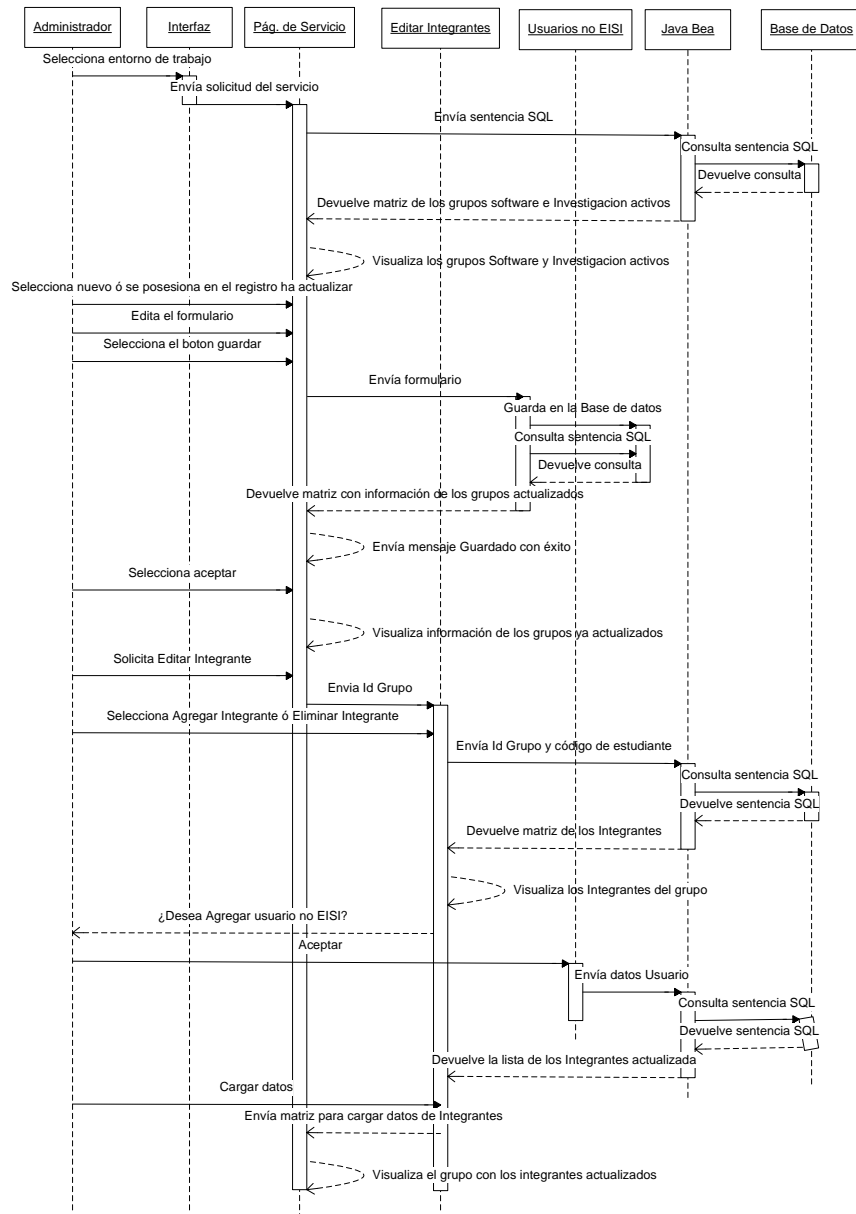 Administrador
Interfaz
Pág. de Servicio
Editar Integrantes
Usuarios no EISI
Java Bea
Base de Datos
Selecciona entorno de trabajo
Envía solicitud del servicio
Envía sentencia SQL
Consulta sentencia SQL
Devuelve consulta
Devuelve matriz de los grupos software e Investigacion activos
Visualiza los grupos Software y Investigacion activos
Selecciona nuevo ó se posesiona en el registro ha actualizar
Edita el formulario
Selecciona el boton guardar
Envía formulario
Guarda en la Base de datos
Consulta sentencia SQL
Devuelve consulta
Devuelve matriz con información de los grupos actualizados
Envía mensaje Guardado con éxito
Selecciona aceptar
Visualiza información de los grupos ya actualizados
Solicita Editar Integrante
Envia Id Grupo
Selecciona Agregar Integrante ó Eliminar Integrante
Envía Id Grupo y código de estudiante
Consulta sentencia SQL
Devuelve sentencia SQL
Devuelve matriz de los Integrantes
Visualiza los Integrantes del grupo
¿Desea Agregar usuario no EISI?
Aceptar
Envía datos Usuario
Consulta sentencia SQL
Devuelve sentencia SQL
Devuelve la lista de los Integrantes actualizada
Cargar datos
Envía matriz para cargar datos de Integrantes
Visualiza el grupo con los integrantes actualizados